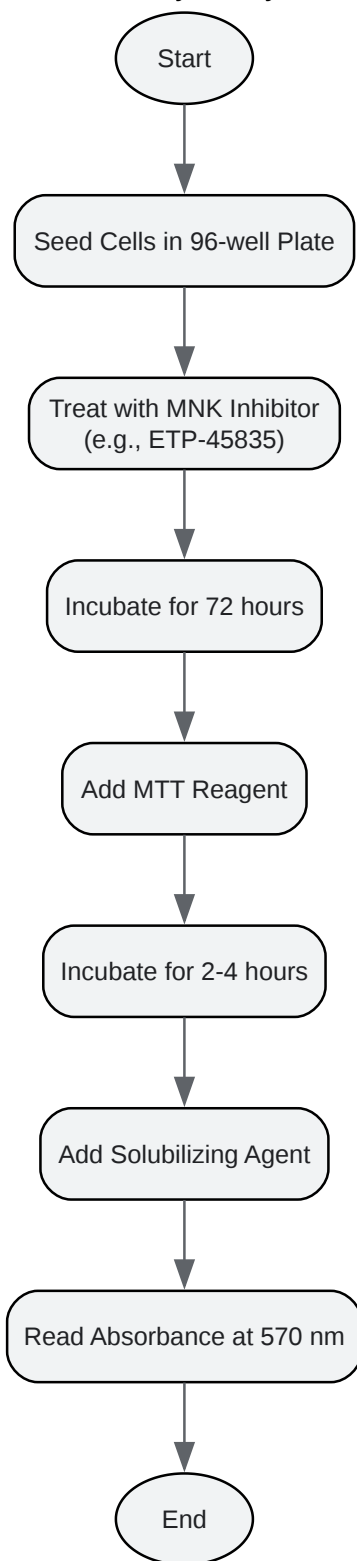 Start
Seed Cells in 96-well Plate
Treat with MNK Inhibitor
(e.g., ETP-45835)
Incubate for 72 hours
Add MTT Reagent
Incubate for 2-4 hours
Add Solubilizing Agent
Read Absorbance at 570 nm
End